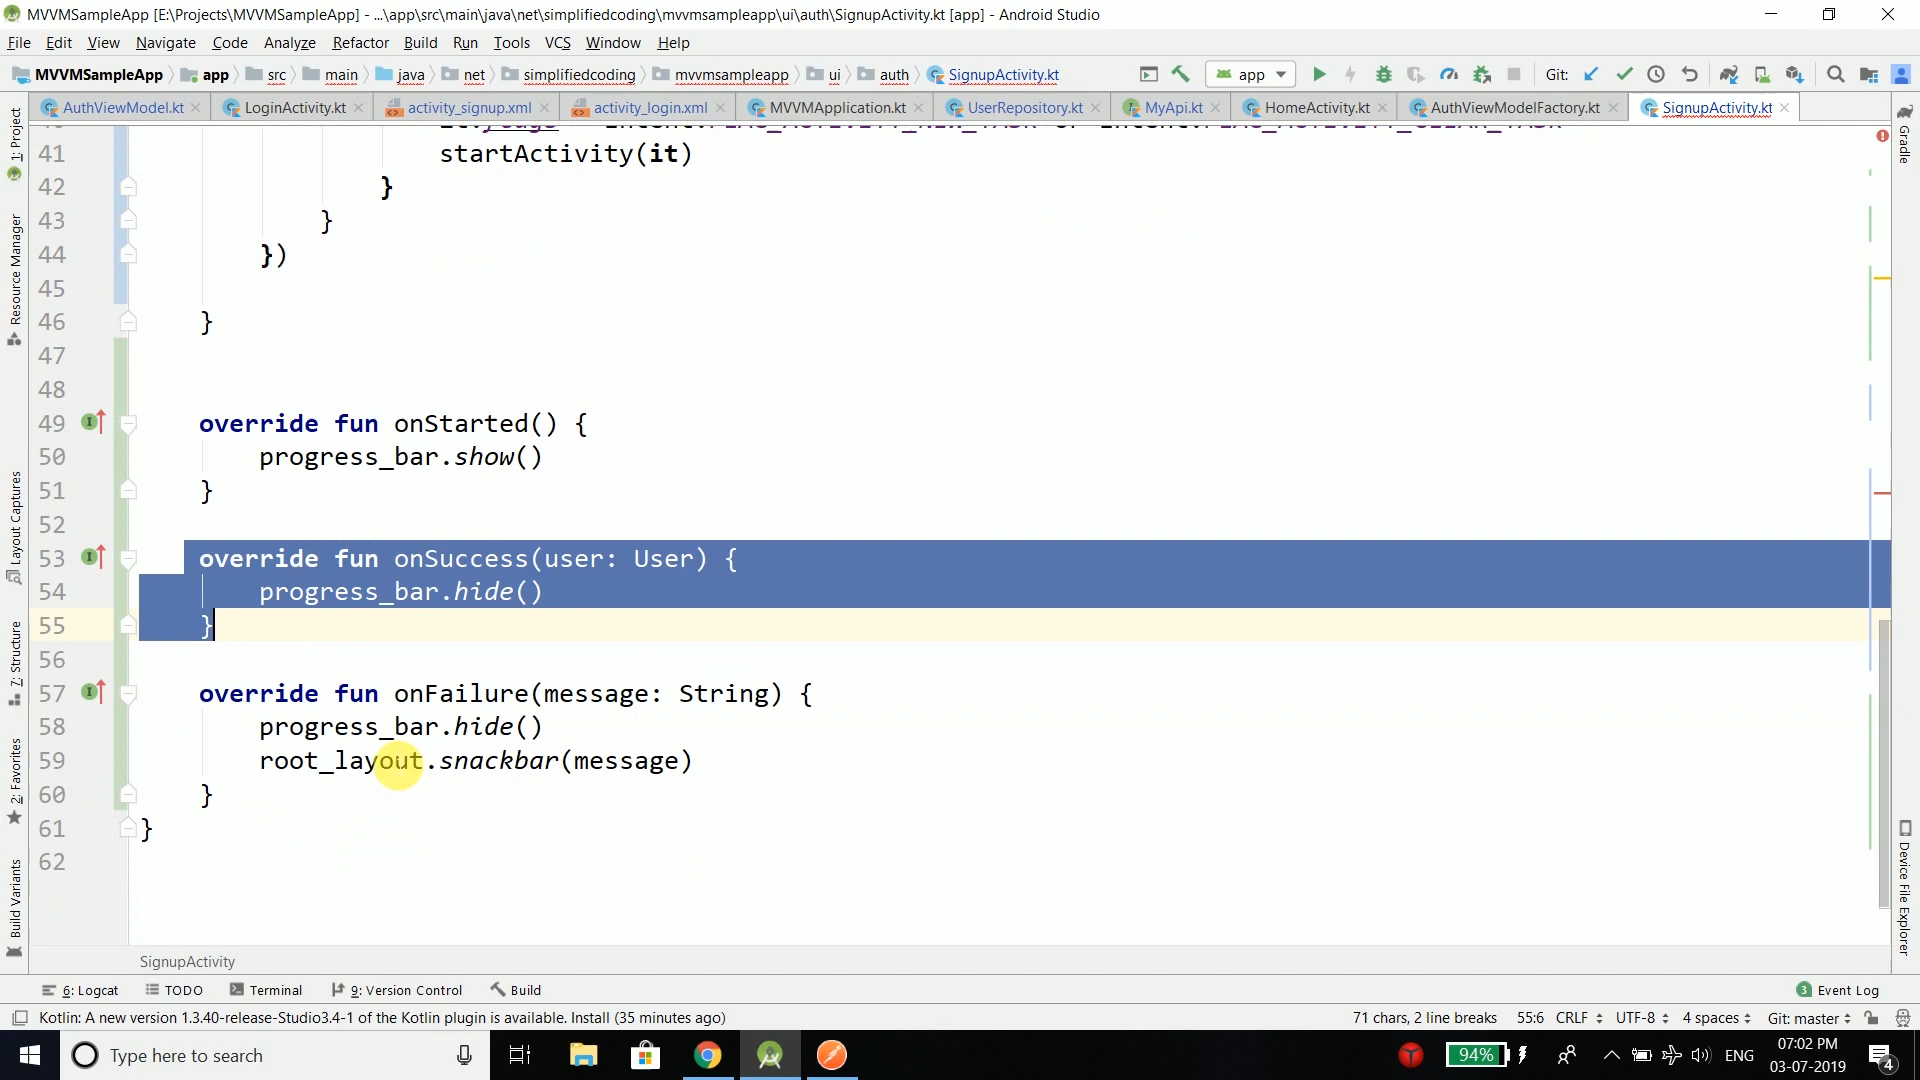 MVVMSampleApp [E:\Projects\MVVMSampleApp] - ...\app\src\main\java\net\simplifiedcoding\mvvmsampleapp\ui\auth\SignupActivity.kt [app] - Android Studio
File Edit View Navigate Code Analyze Refactor Build Run Tools VCS Window Help
MVVMSampleApp app src main java net simplifiedcoding mvvmsampleapp ui auth SignupActivity.kt app Git:
AuthViewModel.kt LoginActivity.kt activity_signup.xml activity_login.xml MVVMApplication.kt UserRepository.kt MyApi.kt HomeActivity.kt AuthViewModelFactory.kt SignupActivity.kt
1: Project
Resource Manager
Layout Captures
7: Structure
2: Favorites
Build Variants
41 startActivity(it)
42 }
43 }
44 })
45
46 }
47
48
49 override fun onStarted() {
50 progress_bar.show()
51 }
52
53 override fun onSuccess(user: User) {
54 progress_bar.hide()
55 }
56
57 override fun onFailure(message: String) {
58 progress_bar.hide()
59 root_layout.snackbar(message)
60 }
61 }
62
Gradle
Device File Explorer
SignupActivity
6: Logcat TODO Terminal 9: Version Control Build 3 Event Log
Kotlin: A new version 1.3.40-release-Studio3.4-1 of the Kotlin plugin is available. Install (35 minutes ago) 71 chars, 2 line breaks 55:6 CRLF UTF-8 4 spaces Git: master
Type here to search 94% ENG 07:02 PM
03-07-2019 4